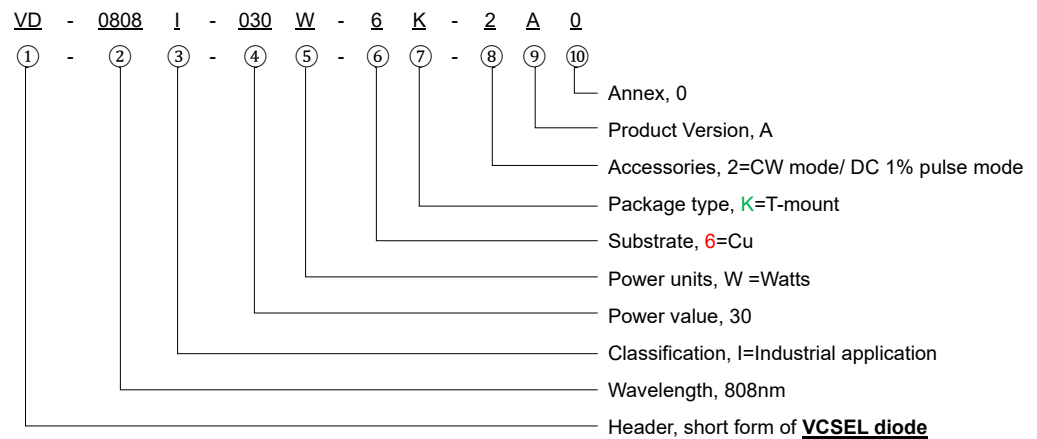 VD - 0808 I - 030 W - 6 K - 2 A 0
① - ② ③ - ④ ⑤ - ⑥ ⑦ - ⑧ ⑨ ⑩
Annex, 0
Product Version, A
Accessories, 2=CW mode/ DC 1% pulse mode
Package type, K=T-mount
Substrate, 6=Cu
Power units, W =Watts
Power value, 30
Classification, I=Industrial application
Wavelength, 808nm
Header, short form of VCSEL diode